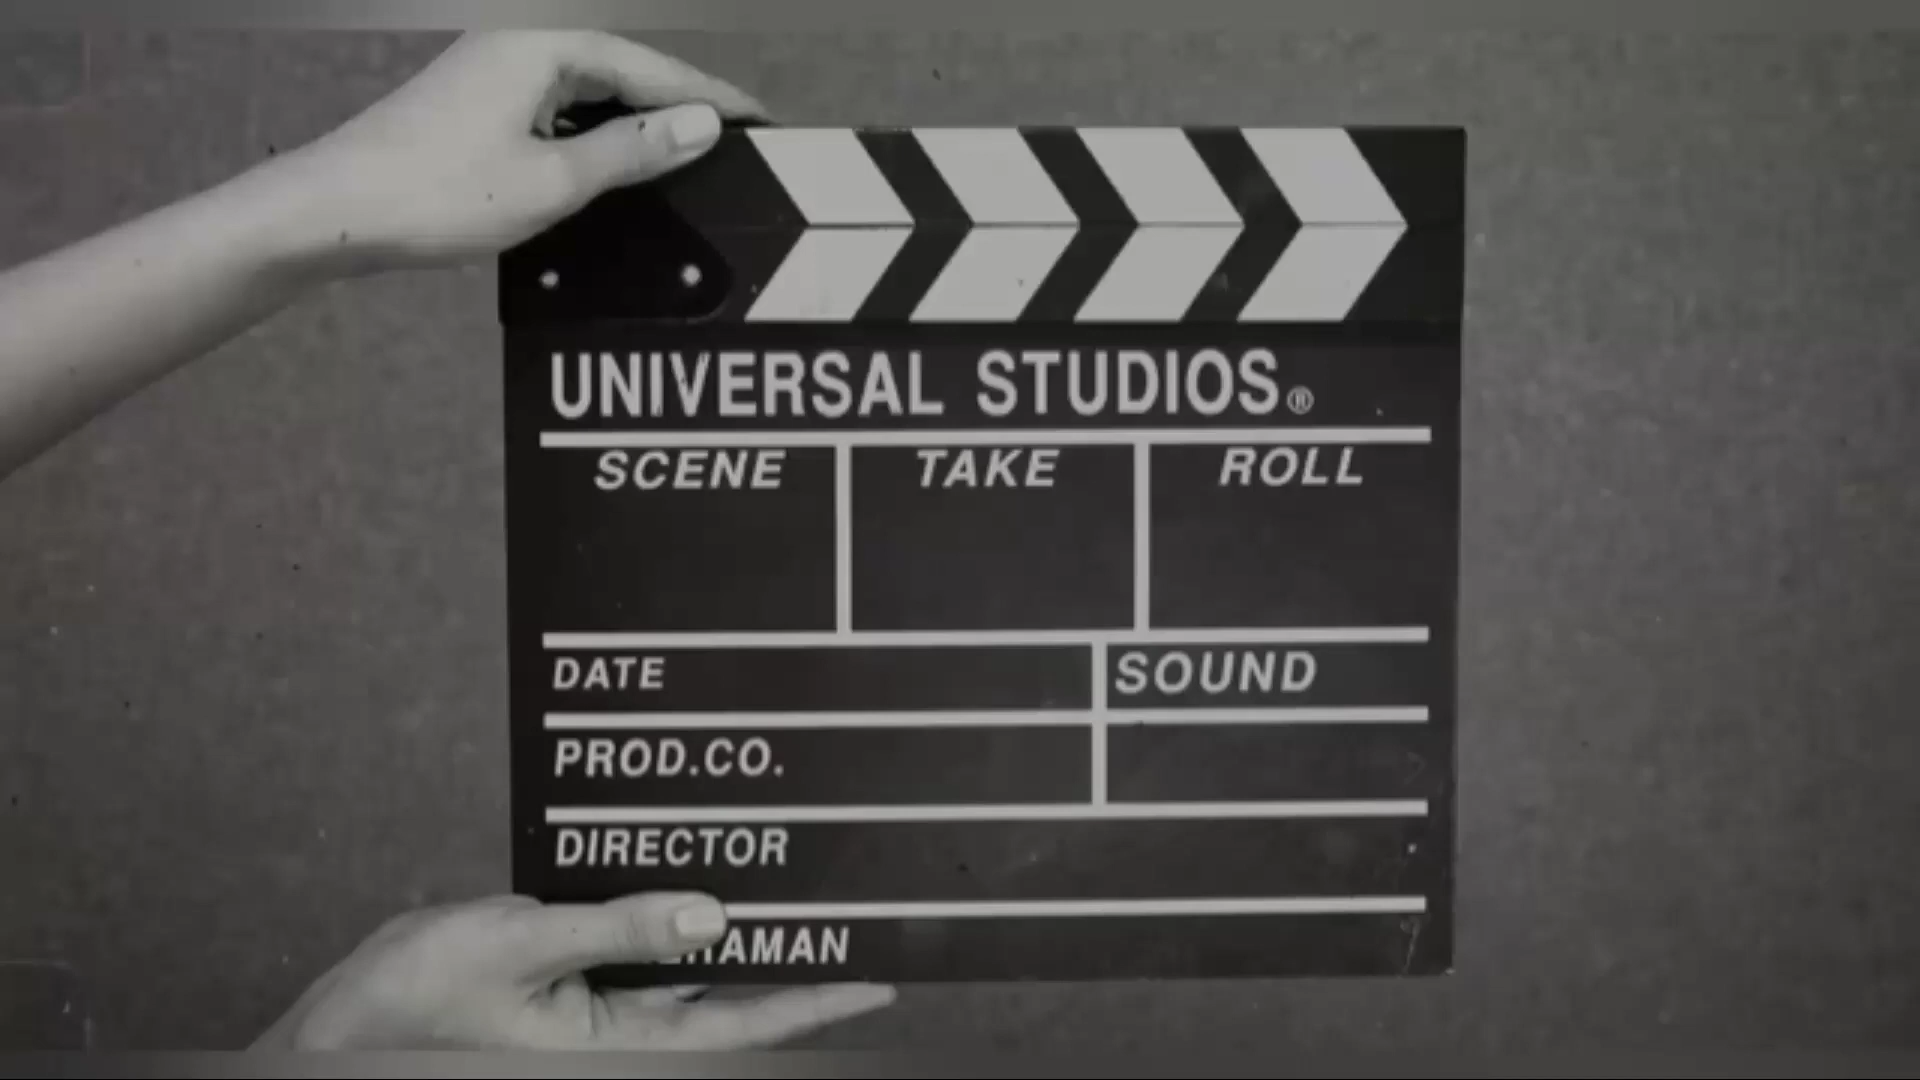 UNIVERSAL STUDIOS®
SCENE TAKE ROLL
DATE SOUND
PROD.CO.
DIRECTOR